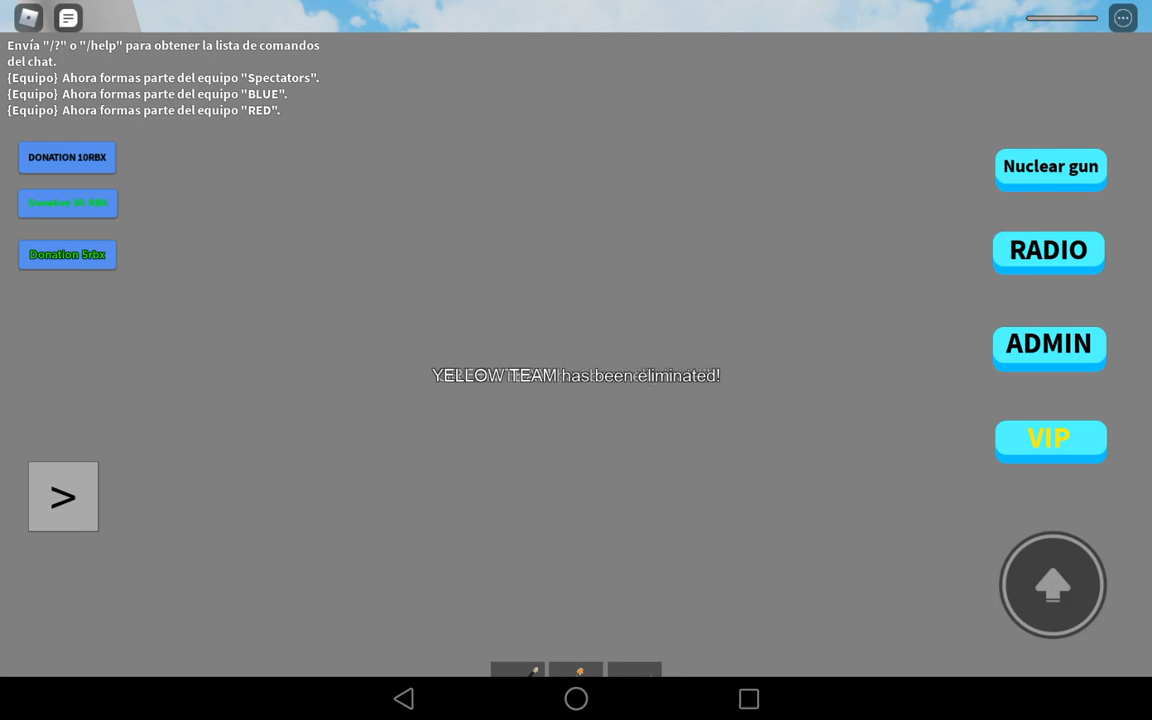 Envía "/?" o "/help" para obtener la lista de comandos
del chat.
{Equipo} Ahora formas parte del equipo "Spectators".
{Equipo} Ahora formas parte del equipo "BLUE".
{Equipo} Ahora formas parte del equipo "RED".
DONATION 10RBX
Nuclear gun
Donation RBX
RADIO
Donation 5rbx
ADMIN
YELLOW TEAM has been eliminated!
VIP
>